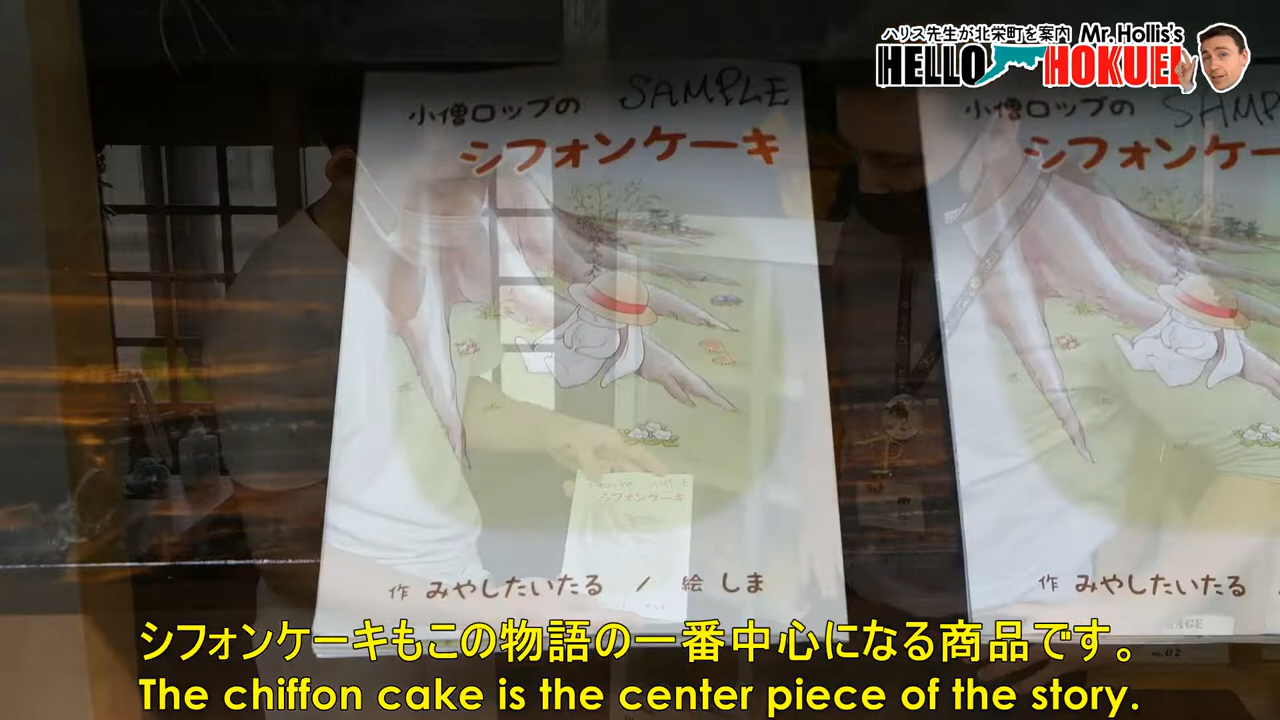 ハリス先生が北栄町を案内 Mr.Hollis's
HELLO HOKUEI
SAMPLE
小僧ロップの
シフォンケーキ
作 みやしたいたる / 絵 しま
小僧ロップの
シフォンケー
作 みやしたいたる
シフォンケーキ
シフォンケーキもこの物語の一番中心になる商品です。
The chiffon cake is the center piece of the story.